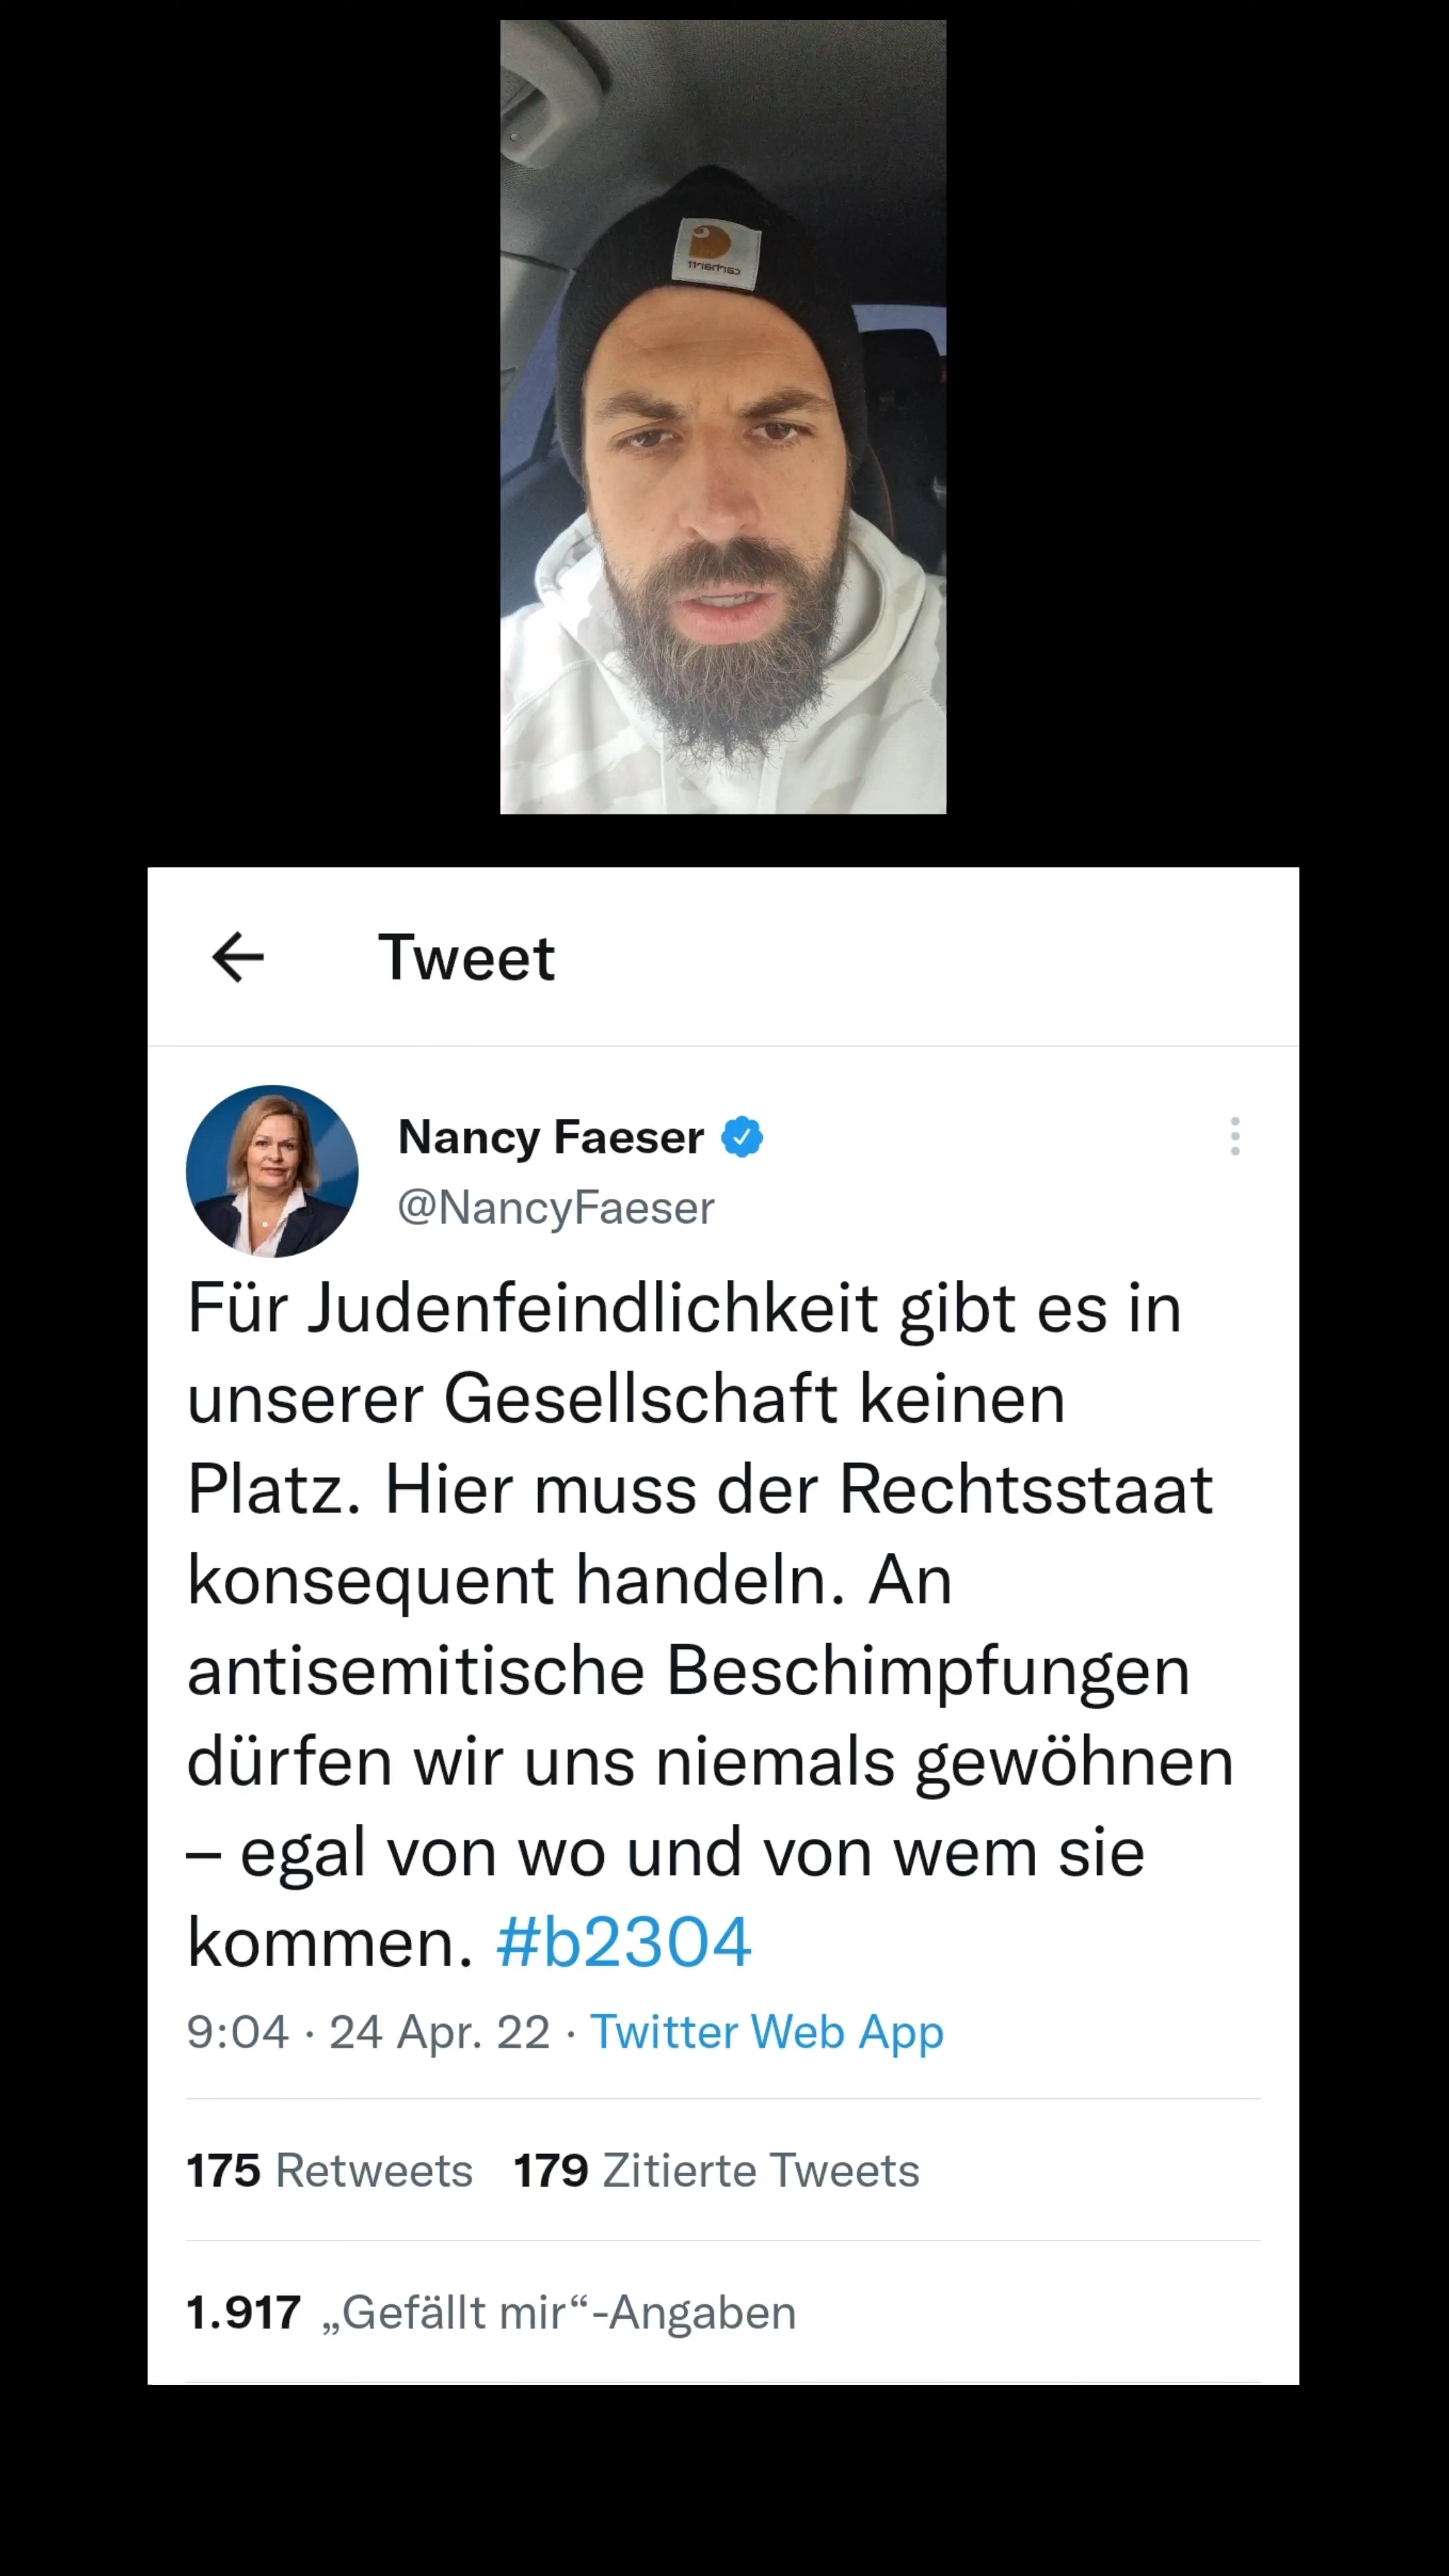 carhartt
Tweet
Nancy Faeser
@NancyFaeser
Für Judenfeindlichkeit gibt es in
unserer Gesellschaft keinen
Platz. Hier muss der Rechtsstaat
konsequent handeln. An
antisemitische Beschimpfungen
dürfen wir uns niemals gewöhnen
– egal von wo und von wem sie
kommen. #b2304
9:04 · 24 Apr. 22 · Twitter Web App
175 Retweets 179 Zitierte Tweets
1.917 „Gefällt mir“-Angaben